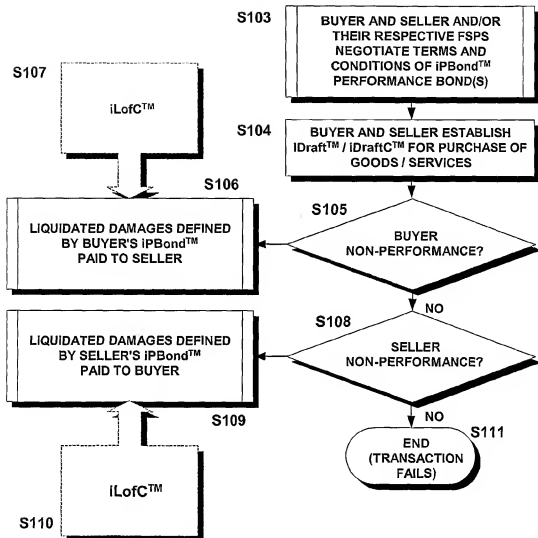 S103
BUYER AND SELLER AND/OR
THEIR RESPECTIVE FSPS
NEGOTIATE TERMS AND
CONDITIONS OF iPBond™
PERFORMANCE BOND(S)
S107
iLofC™
S104
BUYER AND SELLER ESTABLISH
IDraft™ / iDraftC™ FOR PURCHASE OF
GOODS / SERVICES
S106
LIQUIDATED DAMAGES DEFINED
BY BUYER'S iPBond™
PAID TO SELLER
S105
BUYER
NON-PERFORMANCE?
NO
S108
LIQUIDATED DAMAGES DEFINED
BY SELLER'S iPBond™
PAID TO BUYER
SELLER
NON-PERFORMANCE?
S109
NO
S111
END
(TRANSACTION
FAILS)
iLofC™
S110